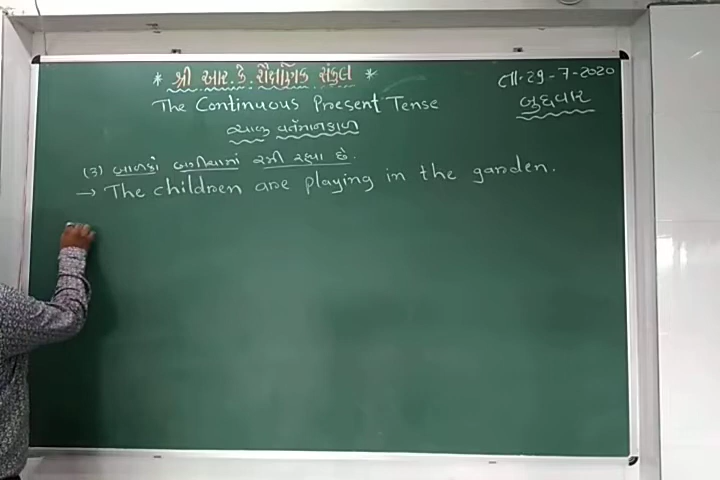 * શ્રી આર. કે. શૈક્ષણિક સંકુલ *
તા. 29-7-2020
The Continuous Present Tense
બુધ્ધવાર
ચાલુ વર્તમાનકાળ
(3) બાળકો બગીચામાં રમી રહ્યા છે.
→ The children are playing in the garden.